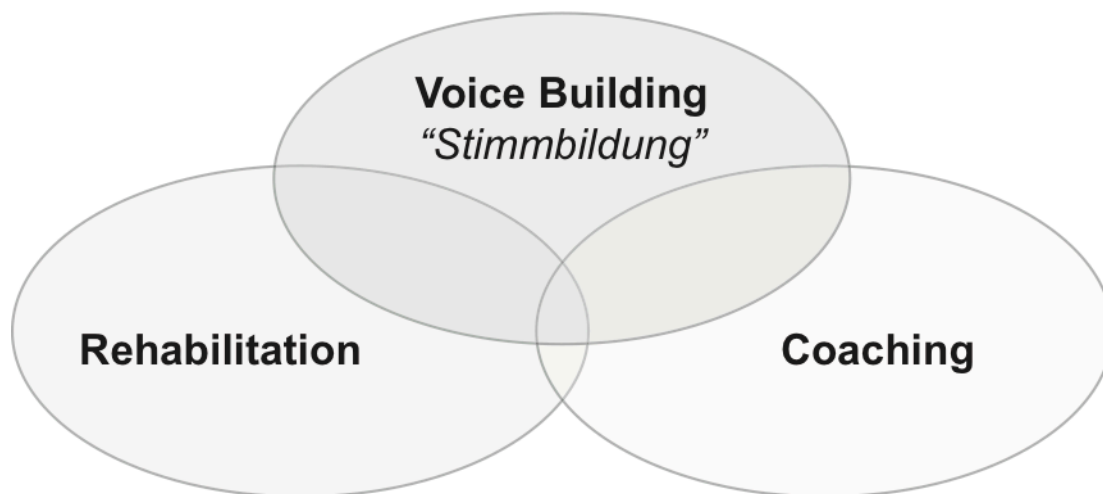 Voice Building
“Stimmbildung”
Rehabilitation
Coaching